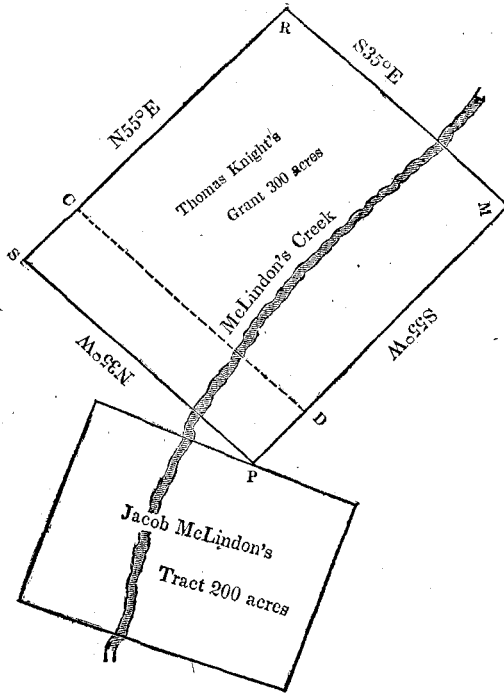 R
S35°E
N55°E
Thomas Knight's
Grant 300 acres
C
M
S
McLindon's Creek
S55°W
N35°W
D
P
Jacob McLindon's
Tract 200 acres